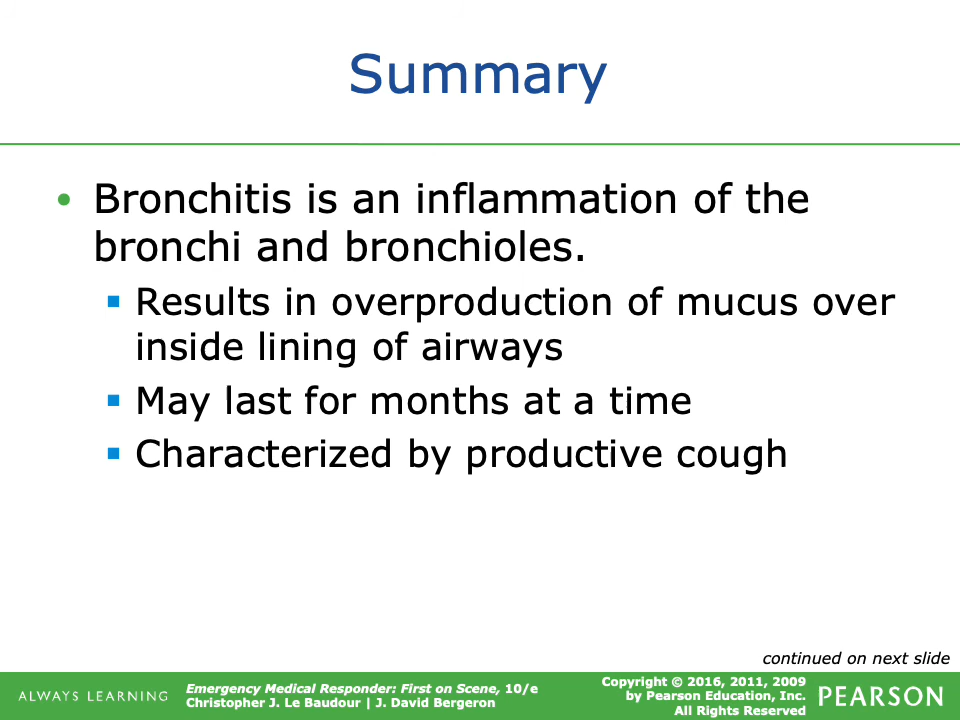 Summary
• Bronchitis is an inflammation of the
bronchi and bronchioles.
▪ Results in overproduction of mucus over
inside lining of airways
▪ May last for months at a time
▪ Characterized by productive cough
continued on next slide
ALWAYS LEARNING
Emergency Medical Responder: First on Scene, 10/e
Christopher J. Le Baudour | J. David Bergeron
Copyright © 2016, 2011, 2009
by Pearson Education, Inc.
All Rights Reserved
PEARSON